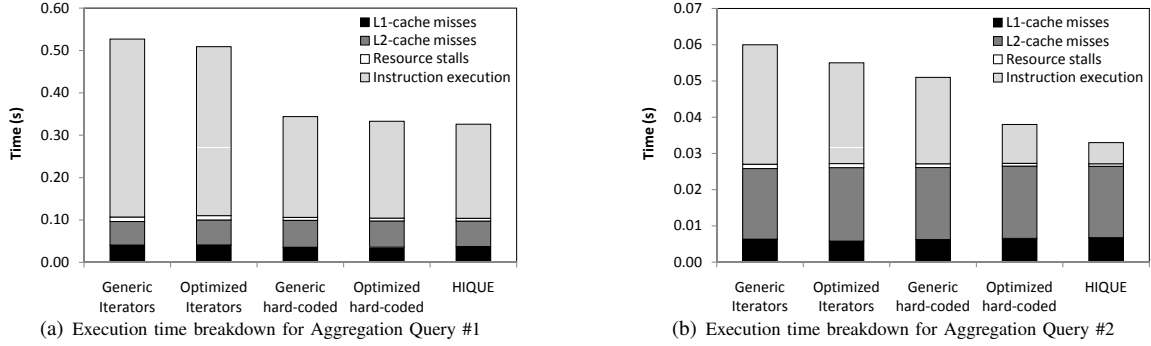 0.60
0.50
0.40
0.30
0.20
0.10
0.00
Time (s)
L1-cache misses
L2-cache misses
Resource stalls
Instruction execution
Generic Iterators
Optimized Iterators
Generic hard-coded
Optimized hard-coded
HIQUE
(a) Execution time breakdown for Aggregation Query #1
0.07
0.06
0.05
0.04
0.03
0.02
0.01
0.00
Time (s)
L1-cache misses
L2-cache misses
Resource stalls
Instruction execution
Generic Iterators
Optimized Iterators
Generic hard-coded
Optimized hard-coded
HIQUE
(b) Execution time breakdown for Aggregation Query #2